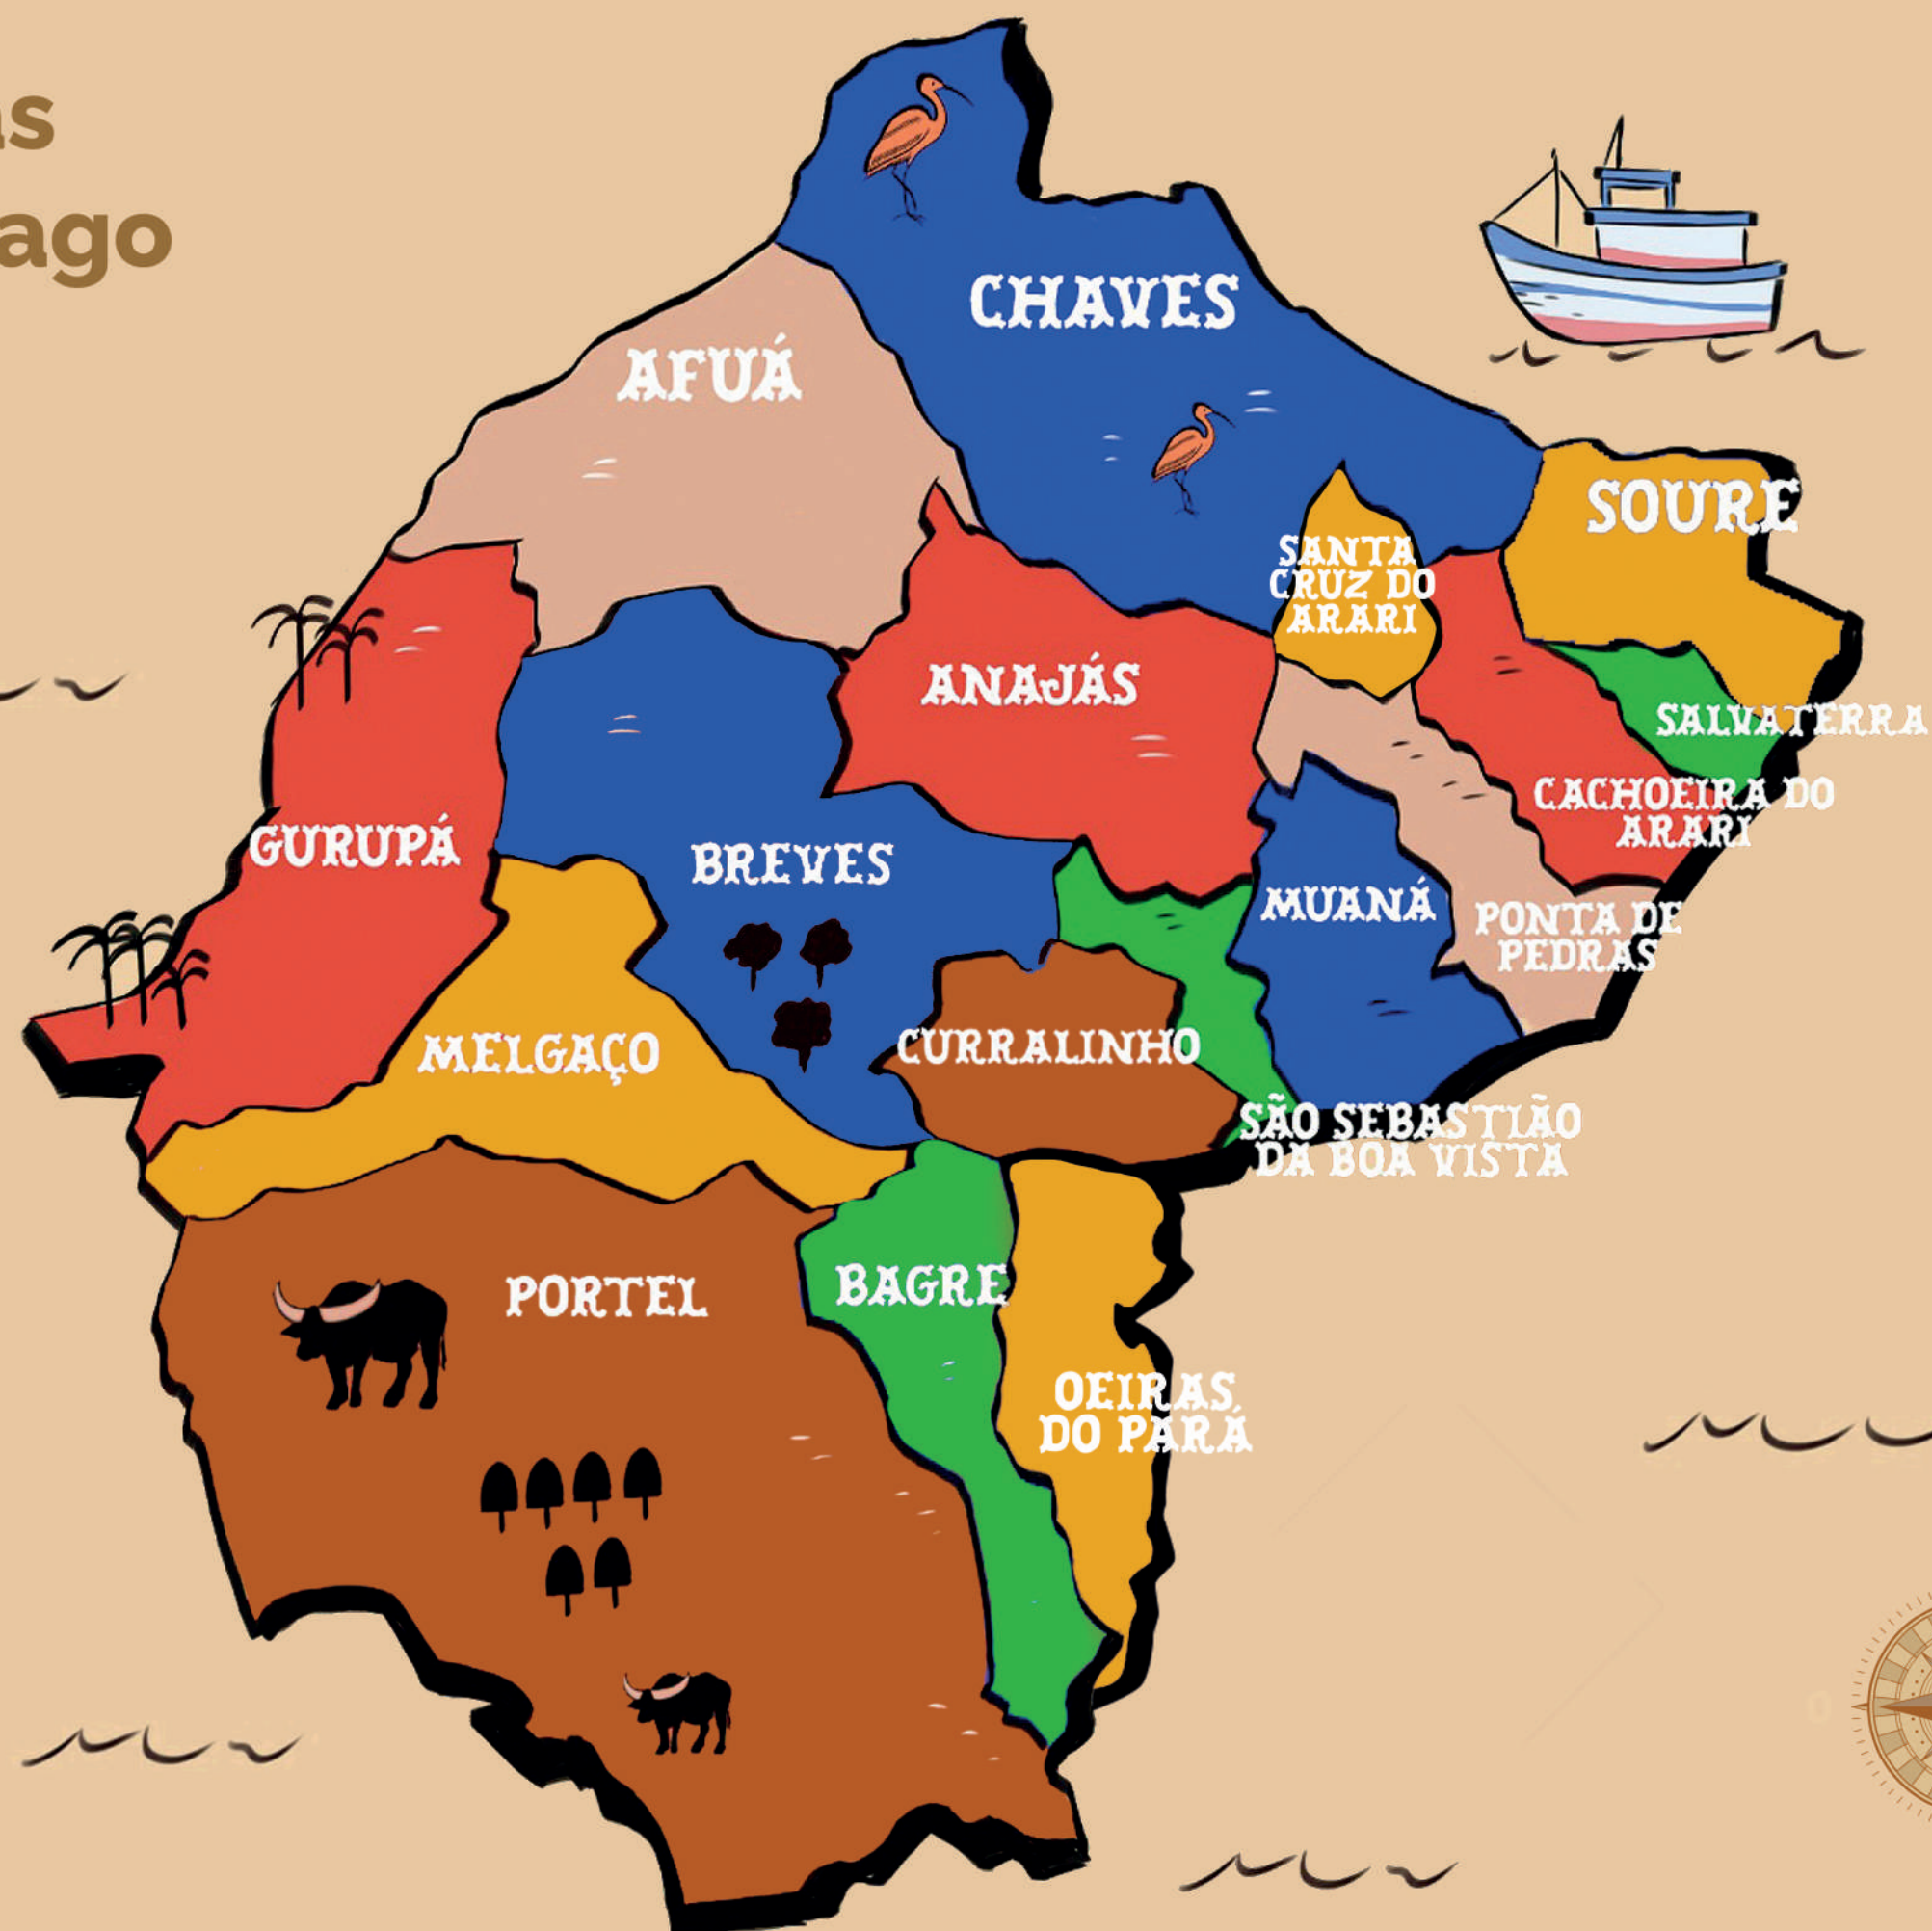 as
ago
CHAVES
AFUÁ
SOURE
SANTA
CRUZ DO
ARARI
ANAJÁS
SALVATERRA
CACHOEIRA DO
ARARI
GURUPÁ
BREVES
MUANÁ
PONTA DE
PEDRAS
MELGAÇO
CURRALINHO
SÃO SEBASTIÃO
DA BOA VISTA
PORTEL
BAGRE
OEIRAS
DO PARÁ
O